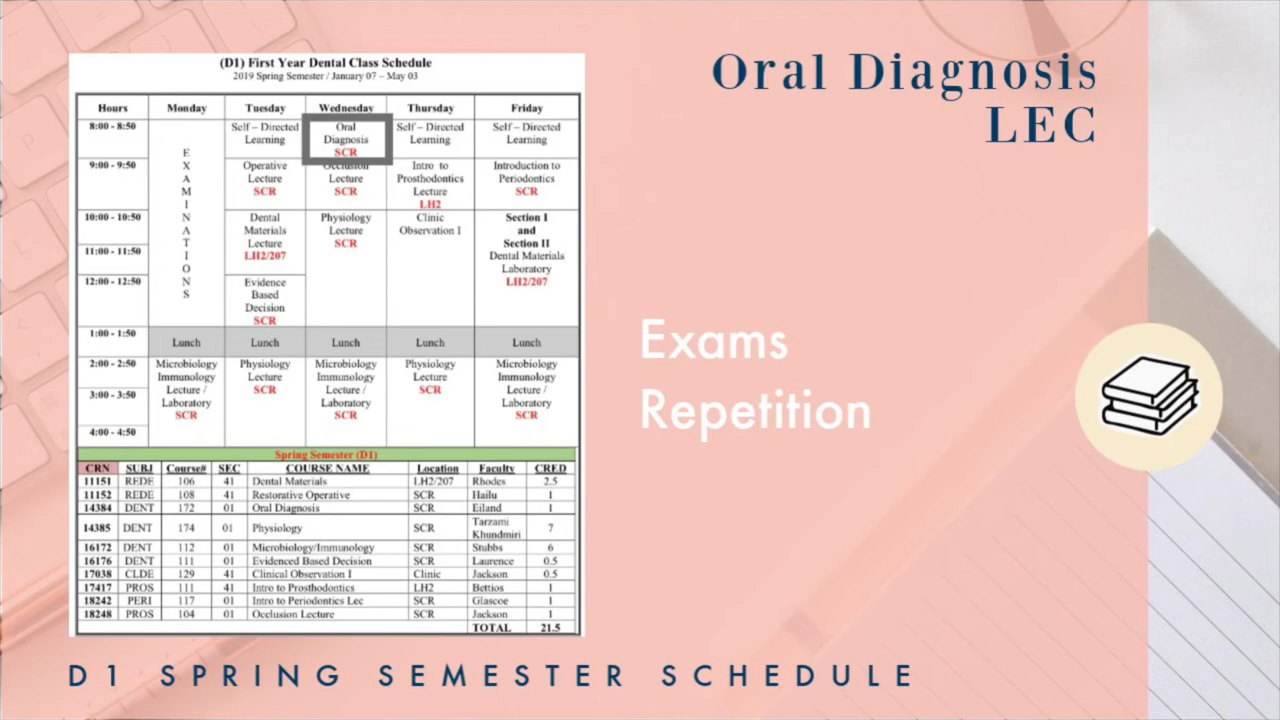 (D1) First Year Dental Class Schedule
2019 Spring Semester / January 07 – May 03
Hours Monday Tuesday Wednesday Thursday Friday
8:00 - 8:50
9:00 - 9:50
10:00 - 10:50
11:00 - 11:50
12:00 - 12:50
1:00 - 1:50
2:00 - 2:50
3:00 - 3:50
4:00 - 4:50
E
X
A
M
I
N
A
T
I
O
N
S
Lunch
Microbiology
Immunology
Lecture /
Laboratory
SCR
Self – Directed
Learning
Operative
Lecture
SCR
Dental
Materials
Lecture
LH2/207
Evidence
Based
Decision
SCR
Lunch
Physiology
Lecture
SCR
Oral
Diagnosis
SCR
Occlusion
Lecture
SCR
Physiology
Lecture
SCR
Lunch
Microbiology
Immunology
Lecture /
Laboratory
SCR
Self – Directed
Learning
Intro to
Prosthodontics
Lecture
LH2
Clinic
Observation I
Lunch
Physiology
Lecture
SCR
Self – Directed
Learning
Introduction to
Periodontics
SCR
Section I
and
Section II
Dental Materials
Laboratory
LH2/207
Lunch
Microbiology
Immunology
Lecture /
Laboratory
SCR
Spring Semester (D1)
CRN SUBJ Course# SEC COURSE NAME Location Faculty CRED
11151 REDE 106 41 Dental Materials LH2/207 Rhodes 2.5
11152 REDE 108 41 Restorative Operative SCR Hailu 1
14384 DENT 172 01 Oral Diagnosis SCR Eiland 1
14385 DENT 174 01 Physiology SCR Tarzami Khundmiri 7
16172 DENT 112 01 Microbiology/Immunology SCR Stubbs 6
16176 DENT 111 01 Evidenced Based Decision SCR Laurence 0.5
17038 CLDE 129 41 Clinical Observation I Clinic Jackson 0.5
17417 PROS 111 41 Intro to Prosthodontics LH2 Bettios 1
18242 PERI 117 01 Intro to Periodontics Lec SCR Glascoe 1
18248 PROS 104 01 Occlusion Lecture SCR Jackson 1
TOTAL 21.5
Oral Diagnosis
LEC
Exams
Repetition
D1 SPRING SEMESTER SCHEDULE